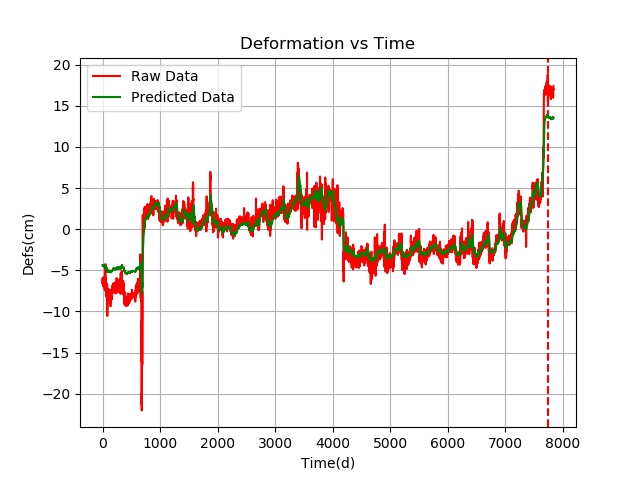 Deformation vs Time
Raw Data
Predicted Data
20
15
10
5
0
−5
−10
−15
−20
Defs(cm)
0 1000 2000 3000 4000 5000 6000 7000 8000
Time(d)